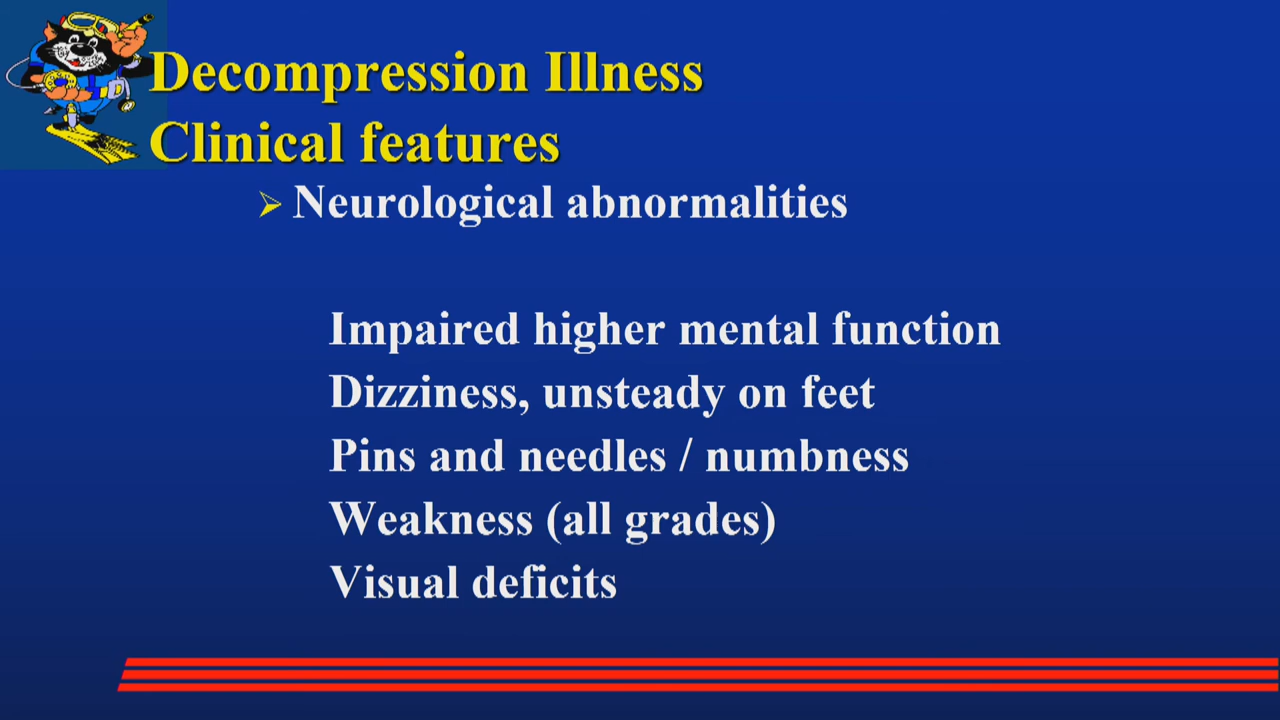 Decompression Illness
Clinical features
Neurological abnormalities
Impaired higher mental function
Dizziness, unsteady on feet
Pins and needles / numbness
Weakness (all grades)
Visual deficits